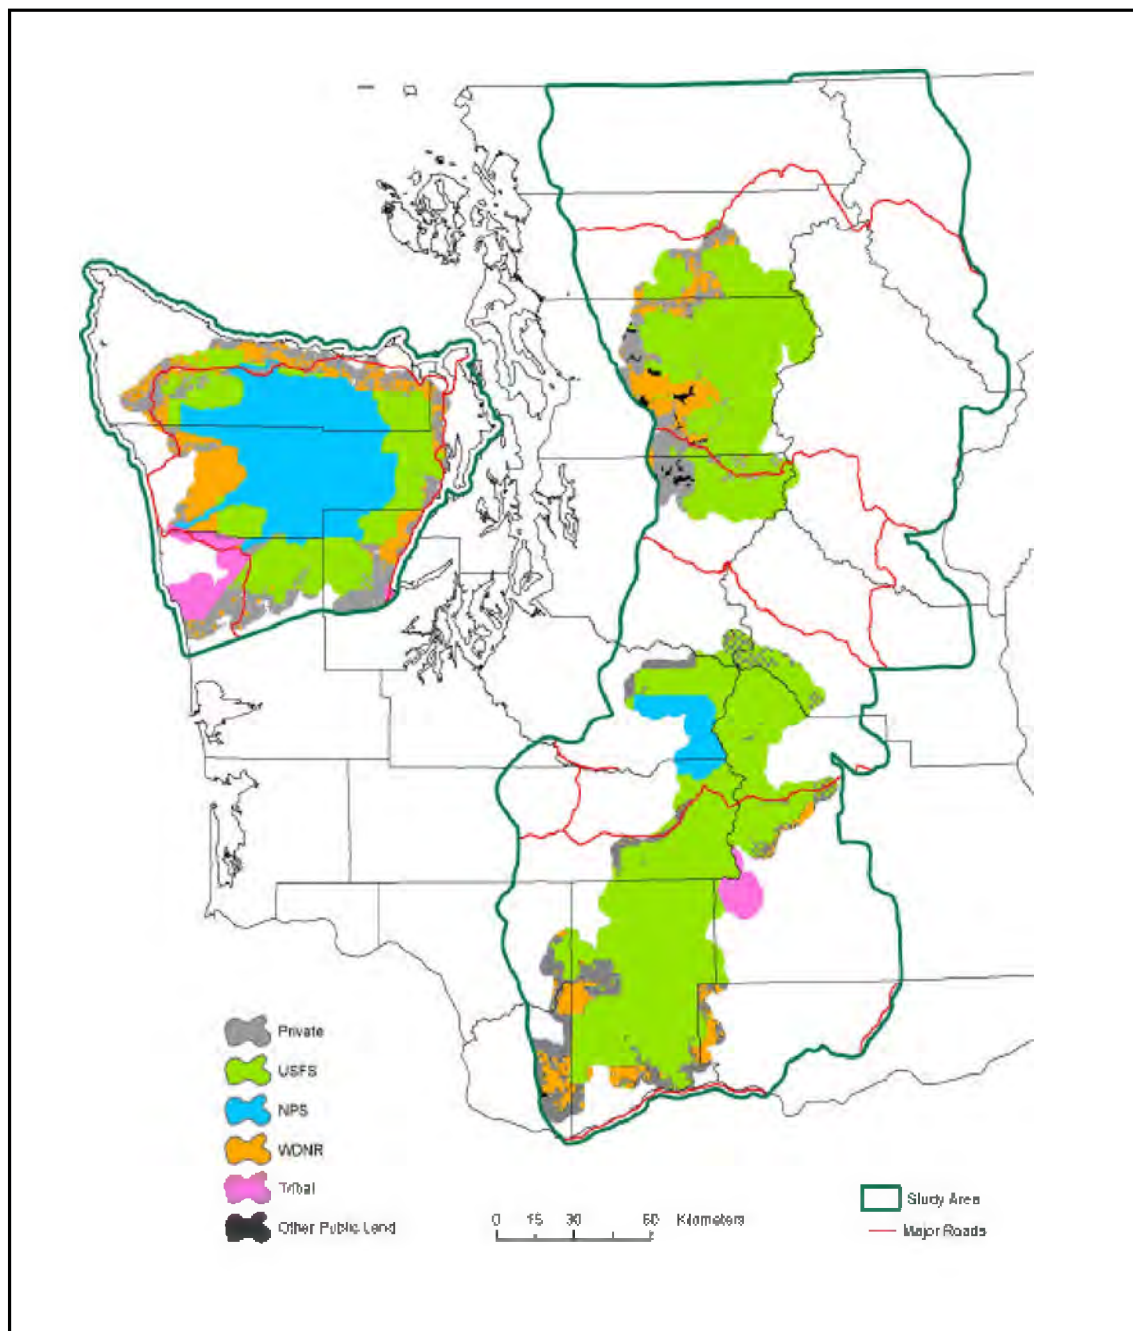 Private
USFS
NPS
WDNR
Tribal
Other Public Land
0 15 30 60 Kilometers
Study Area
Major Roads